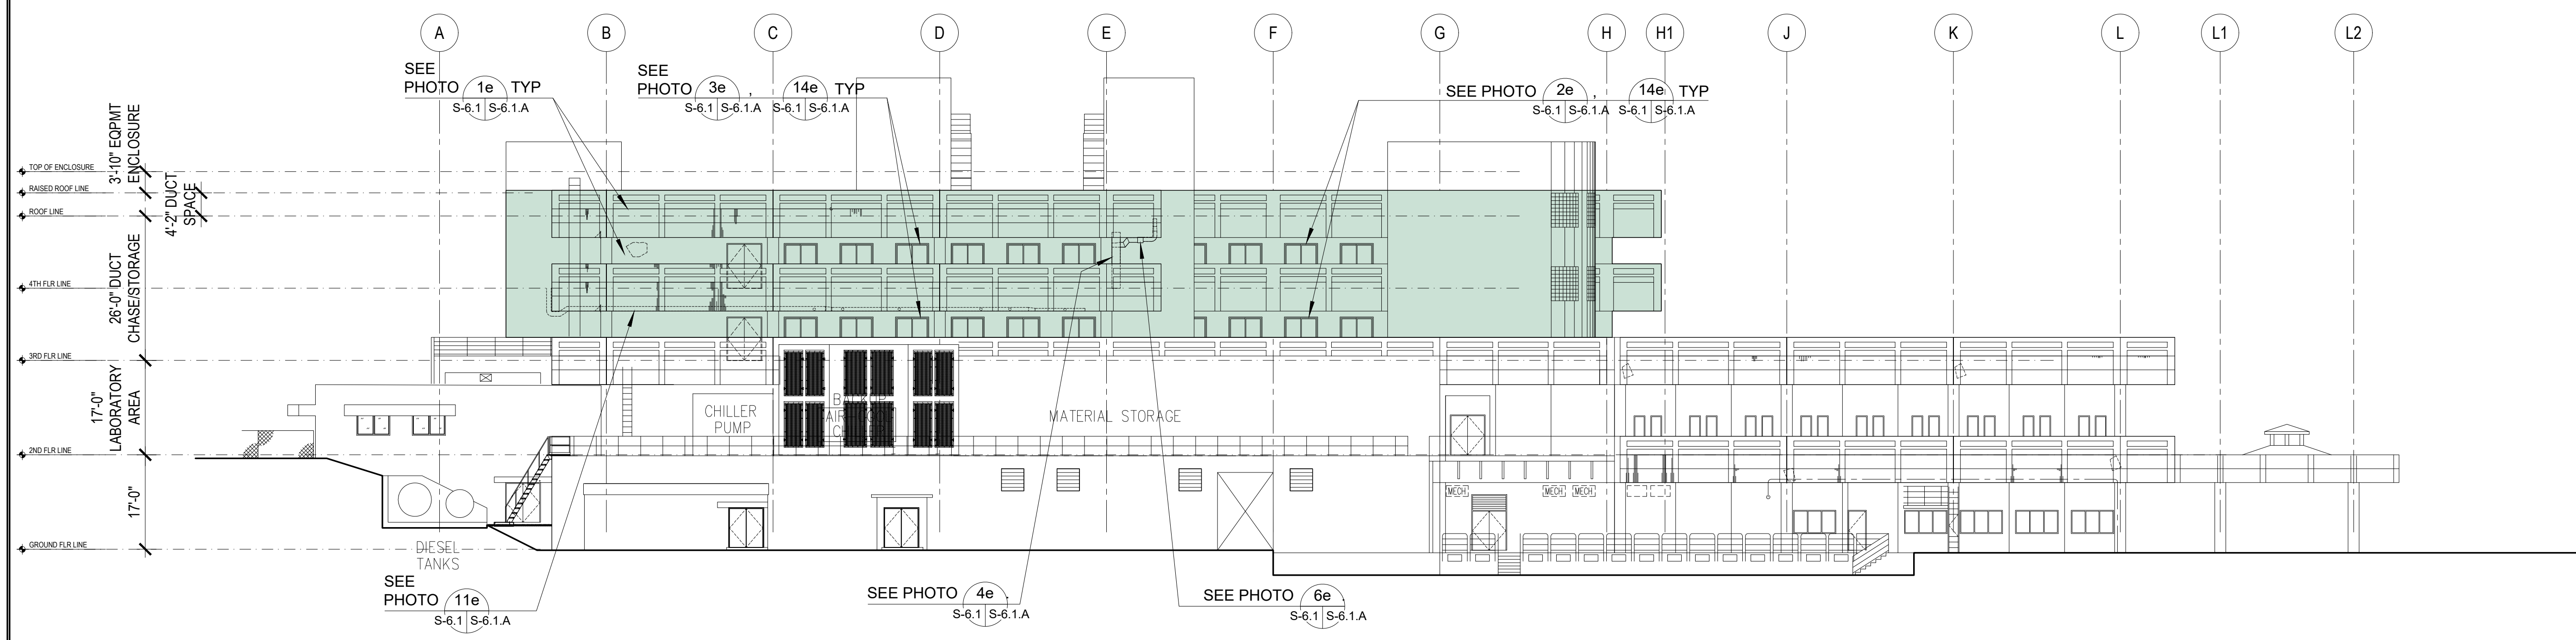 A
B
C
D
E
F
G
H
H1
J
K
L
L1
L2
SEE
PHOTO 1e TYP
S-6.1 S-6.1.A
SEE
PHOTO 3e , 14e TYP
S-6.1 S-6.1.A S-6.1 S-6.1.A
SEE PHOTO 2e , 14e TYP
S-6.1 S-6.1.A S-6.1 S-6.1.A
TOP OF ENCLOSURE
RAISED ROOF LINE
ROOF LINE
4TH FLR LINE
3RD FLR LINE
2ND FLR LINE
GROUND FLR LINE
3'-10" EQPMT
ENCLOSURE
4'-2" DUCT
SPACE
26'-0" DUCT
CHASE/STORAGE
17'-0"
LABORATORY
AREA
17'-0"
CHILLER
PUMP
BACKUP
MATERIAL STORAGE
MECH
MECH
MECH
DIESEL
TANKS
SEE
PHOTO 11e
S-6.1 S-6.1.A
SEE PHOTO 4e ,
S-6.1 S-6.1.A
SEE PHOTO 6e ,
S-6.1 S-6.1.A